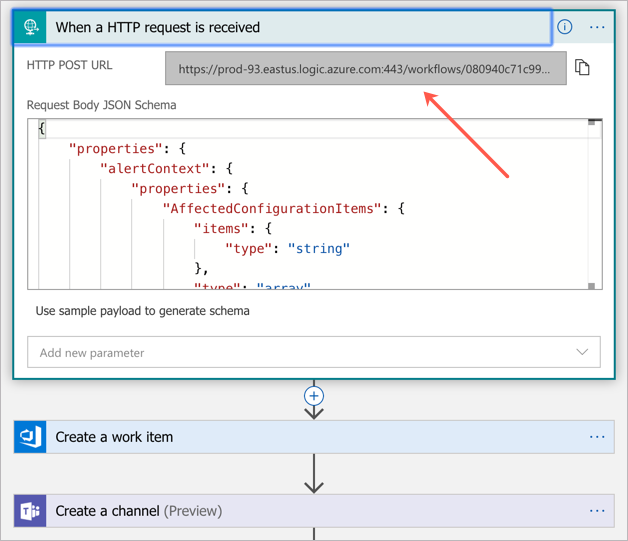 When a HTTP request is received
HTTP POST URL
https://prod-93.eastus.logic.azure.com:443/workflows/080940c71c99...
Request Body JSON Schema
{
"properties": {
"alertContext": {
"properties": {
"AffectedConfigurationItems": {
"items": {
"type": "string"
},
"type": "array"
Use sample payload to generate schema
Add new parameter
Create a work item
Create a channel (Preview)